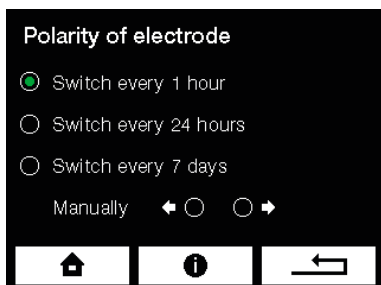 Polarity of electrode
Switch every 1 hour
Switch every 24 hours
Switch every 7 days
Manually